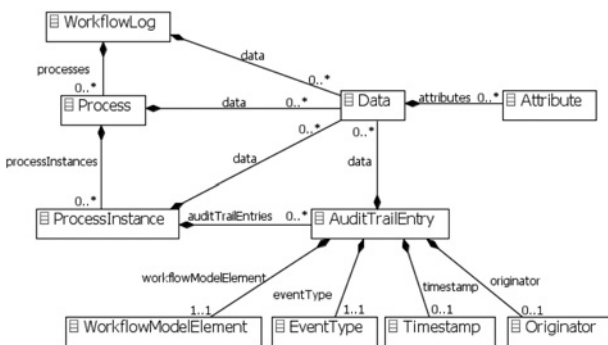 WorkflowLog
processes
data
0..*
0..*
Process
data
0..*
Data
attributes
0..*
Attribute
0..*
0..*
processInstances
data
data
0..*
ProcessInstance
auditTrailEntries
0..*
AuditTrailEntry
workflowModelElement
eventType
timestamp
originator
1..1
1..1
0..1
0..1
WorkflowModelElement
EventType
Timestamp
Originator